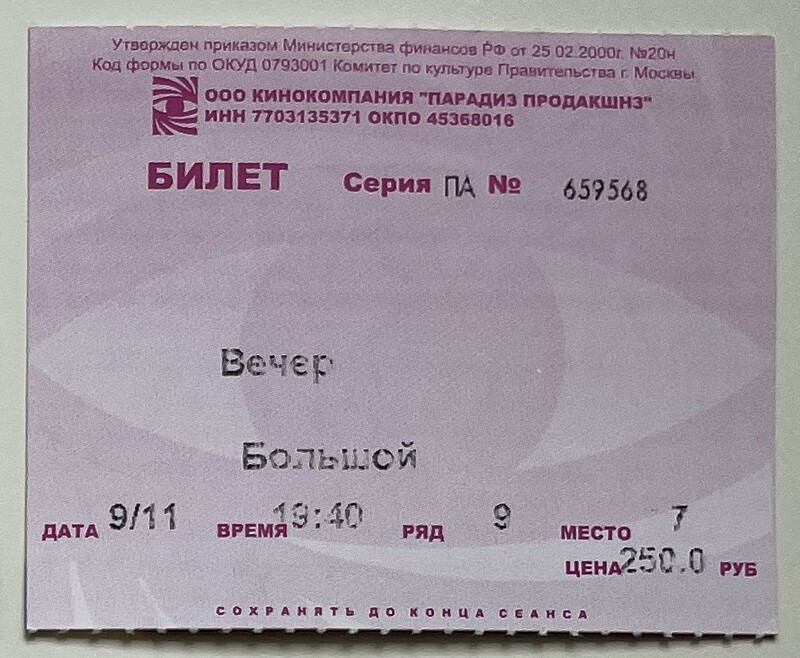 Утвержден приказом Министерства финансов РФ от 25.02.2000г. №20н
Код формы по ОКУД 0793001 Комитет по культуре Правительства г. Москвы
ООО КИНОКОМПАНИЯ "ПАРАДИЗ ПРОДАКШНЗ"
ИНН 7703135371 ОКПО 45368016
БИЛЕТ Серия ПА № 659568
Вечер
Большой
ДАТА 9/11 ВРЕМЯ 19:40 РЯД 9 МЕСТО 7
ЦЕНА 250.0 РУБ
СОХРАНЯТЬ ДО КОНЦА СЕАНСА